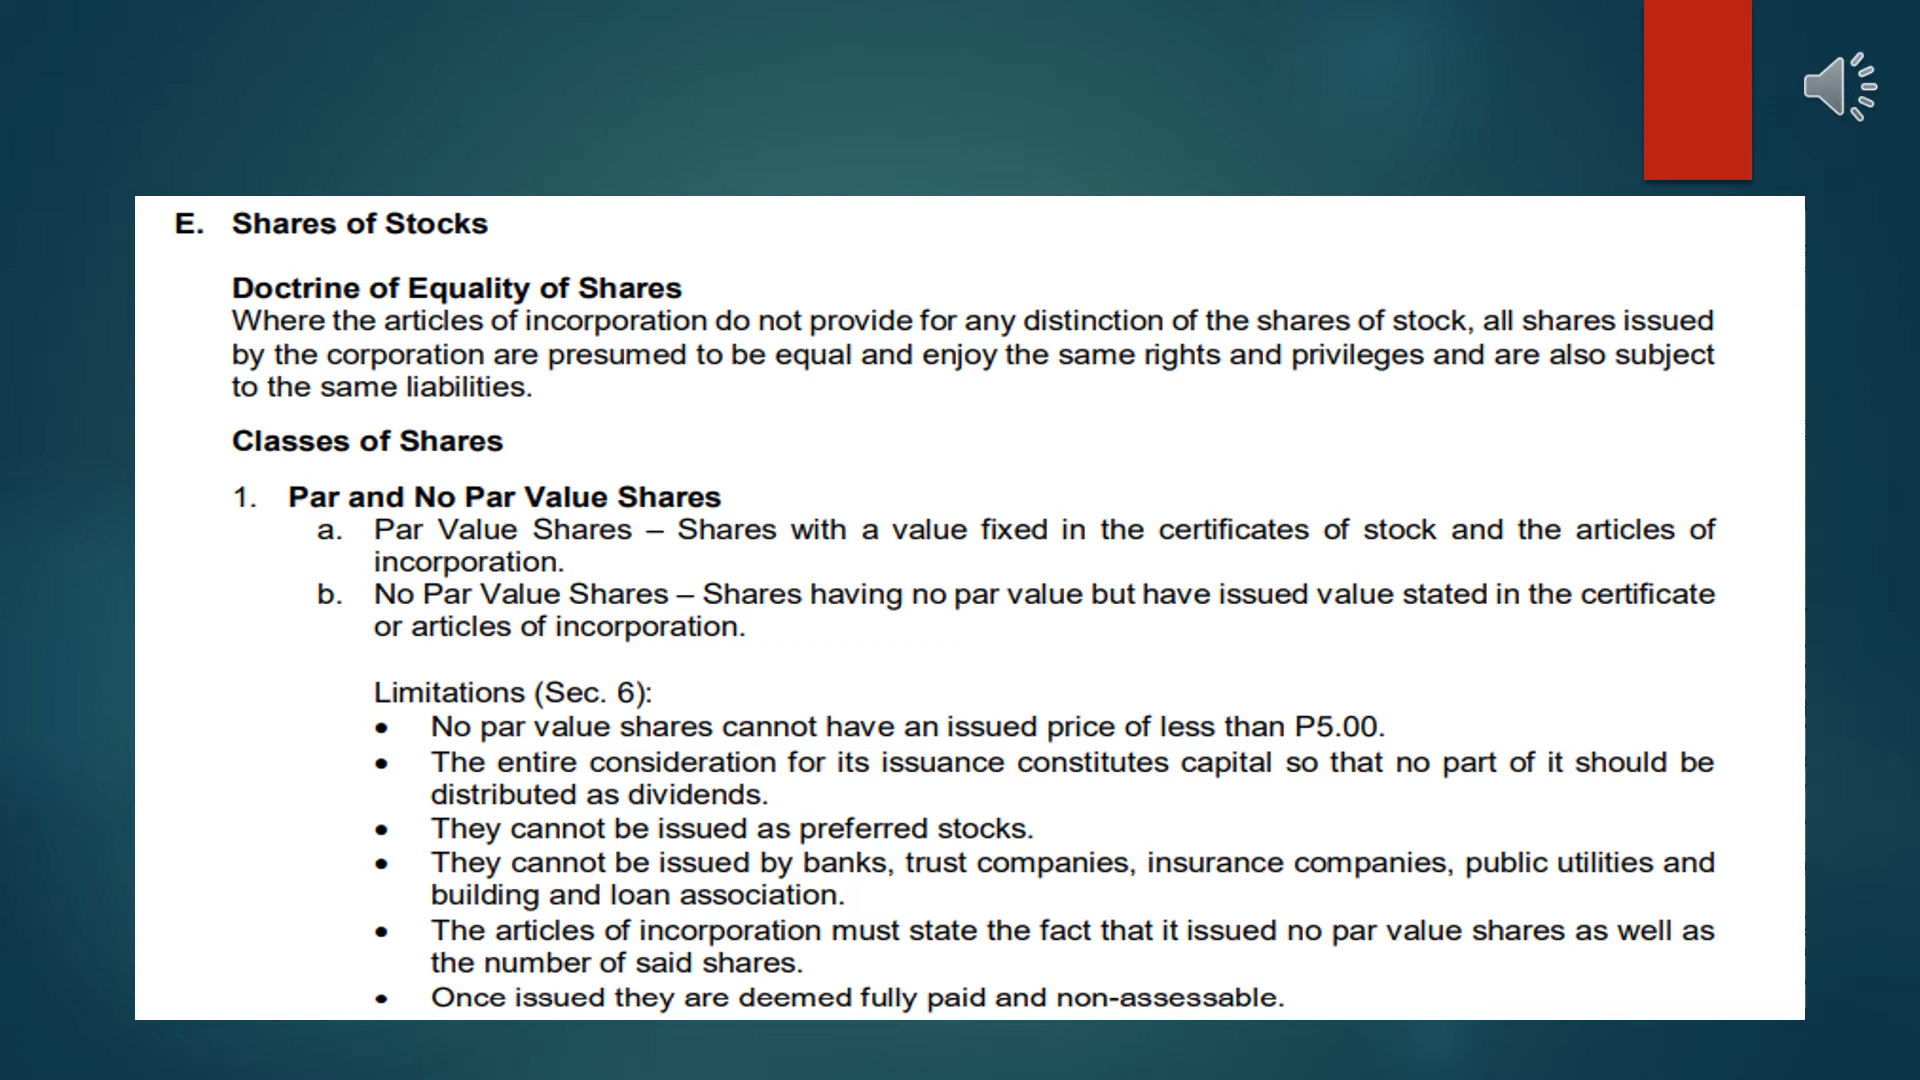 E. Shares of Stocks
Doctrine of Equality of Shares
Where the articles of incorporation do not provide for any distinction of the shares of stock, all shares issued
by the corporation are presumed to be equal and enjoy the same rights and privileges and are also subject
to the same liabilities.
Classes of Shares
1. Par and No Par Value Shares
a. Par Value Shares – Shares with a value fixed in the certificates of stock and the articles of
incorporation.
b. No Par Value Shares – Shares having no par value but have issued value stated in the certificate
or articles of incorporation.
Limitations (Sec. 6):
• No par value shares cannot have an issued price of less than P5.00.
• The entire consideration for its issuance constitutes capital so that no part of it should be
distributed as dividends.
• They cannot be issued as preferred stocks.
• They cannot be issued by banks, trust companies, insurance companies, public utilities and
building and loan association.
• The articles of incorporation must state the fact that it issued no par value shares as well as
the number of said shares.
• Once issued they are deemed fully paid and non-assessable.